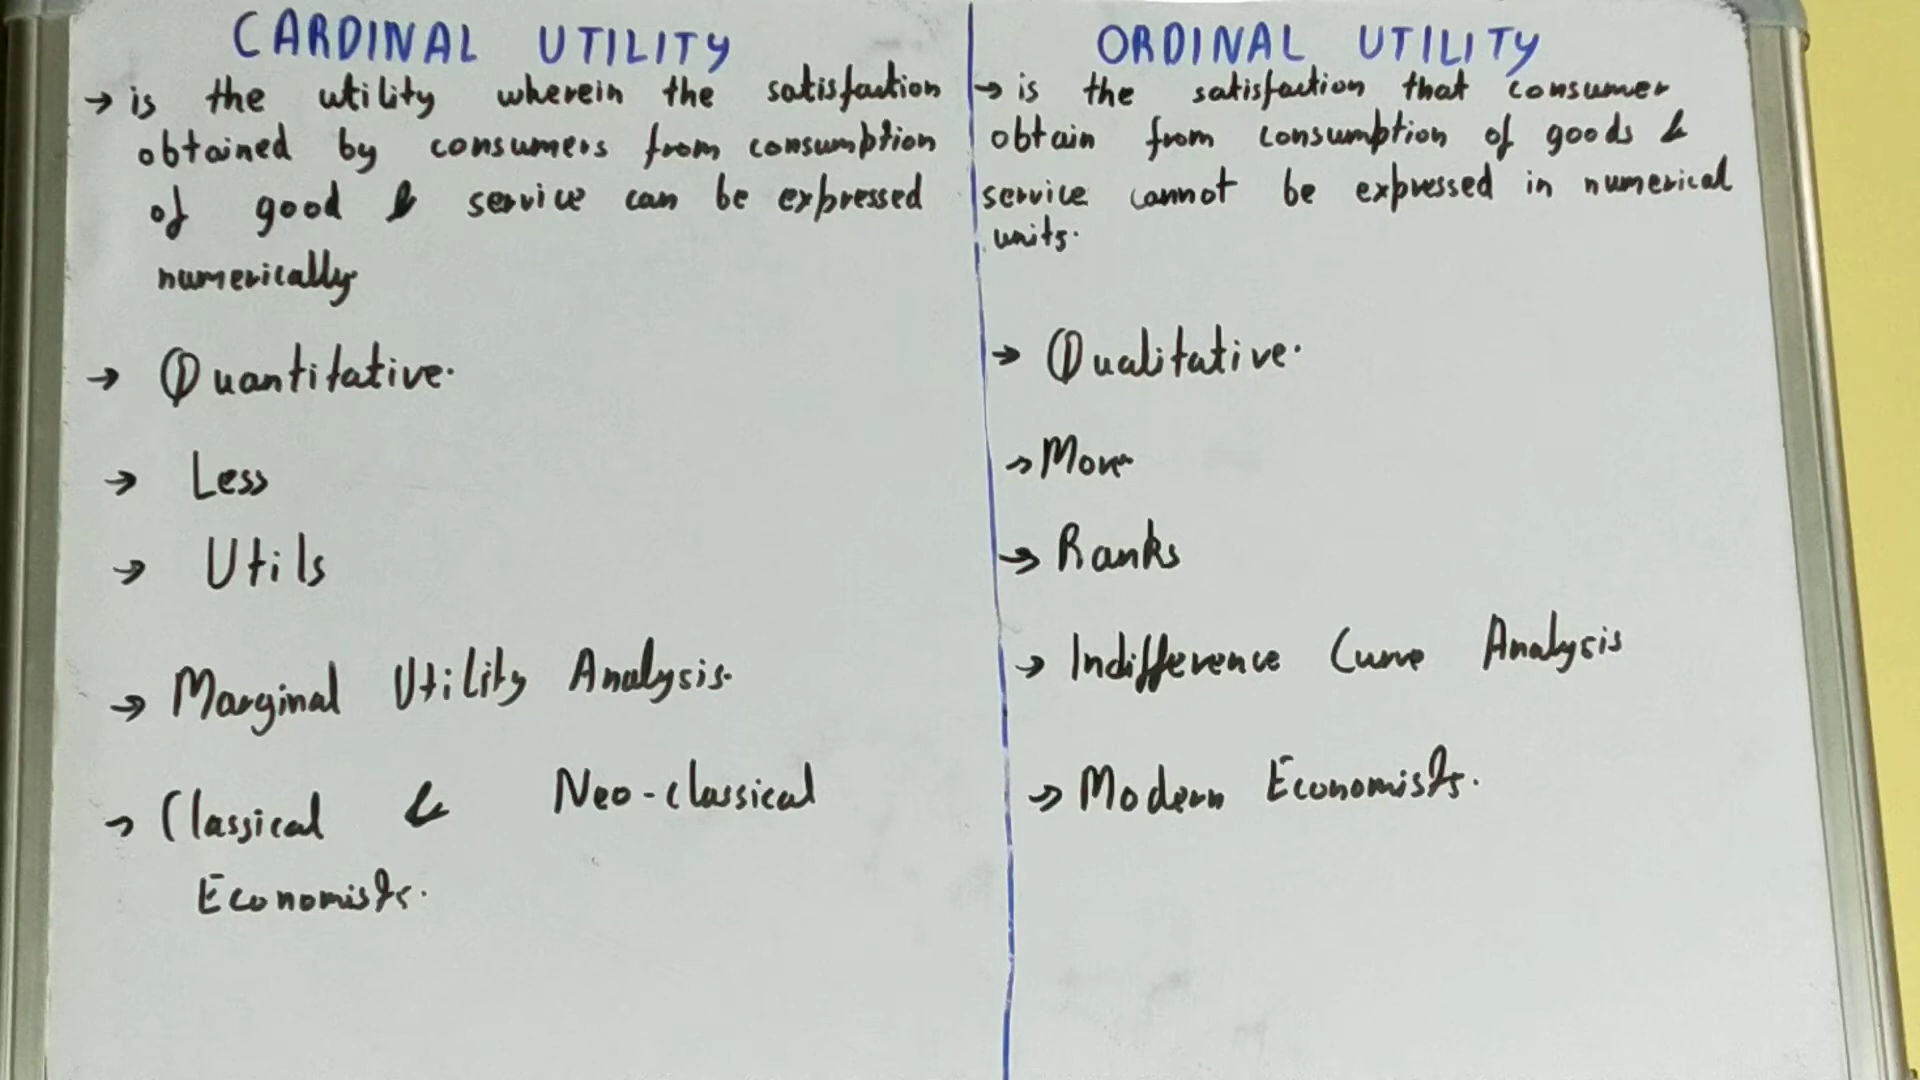 CARDINAL UTILITY
→ is the utility wherein the satisfaction
obtained by consumers from consumption
of good & service can be expressed
numerically
→ Quantitative.
→ Less
→ Utils
→ Marginal Utility Analysis.
→ Classical & Neo-classical
Economists.
ORDINAL UTILITY
→ is the satisfaction that consumer
obtain from consumption of goods &
service cannot be expressed in numerical
units.
→ Qualitative.
→ More
→ Ranks
→ Indifference Curve Analysis
→ Modern Economists.